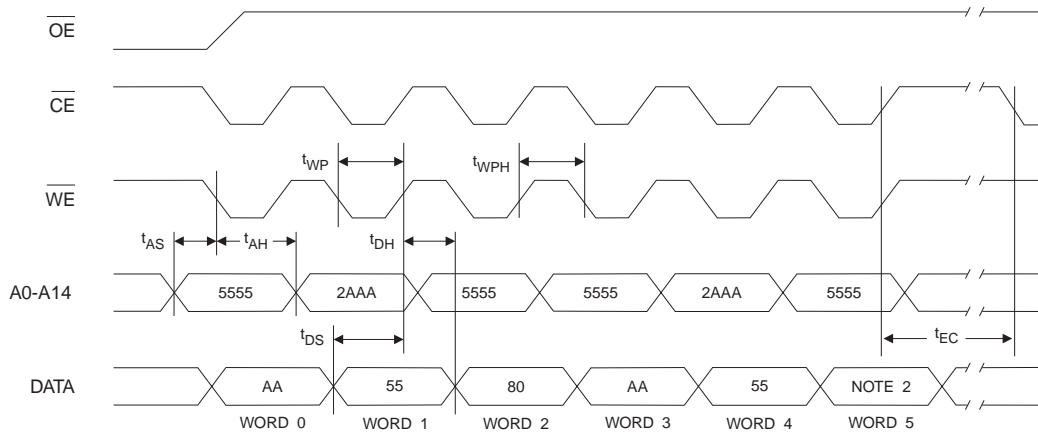 OE
CE
tWP
tWPH
WE
tAS
tAH
tDH
A0-A14
5555
2AAA
5555
5555
2AAA
5555
tDS
tEC
DATA
AA
55
80
AA
55
NOTE 2
WORD 0
WORD 1
WORD 2
WORD 3
WORD 4
WORD 5